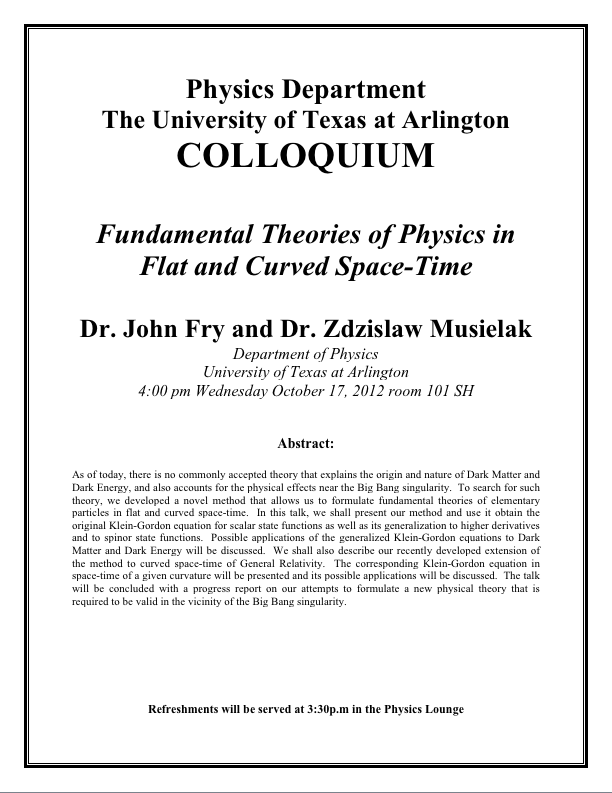 Physics Department
The University of Texas at Arlington
COLLOQUIUM
Fundamental Theories of Physics in
Flat and Curved Space-Time
Dr. John Fry and Dr. Zdzislaw Musielak
Department of Physics
University of Texas at Arlington
4:00 pm Wednesday October 17, 2012 room 101 SH
Abstract:
As of today, there is no commonly accepted theory that explains the origin and nature of Dark Matter and
Dark Energy, and also accounts for the physical effects near the Big Bang singularity. To search for such
theory, we developed a novel method that allows us to formulate fundamental theories of elementary
particles in flat and curved space-time. In this talk, we shall present our method and use it obtain the
original Klein-Gordon equation for scalar state functions as well as its generalization to higher derivatives
and to spinor state functions. Possible applications of the generalized Klein-Gordon equations to Dark
Matter and Dark Energy will be discussed. We shall also describe our recently developed extension of
the method to curved space-time of General Relativity. The corresponding Klein-Gordon equation in
space-time of a given curvature will be presented and its possible applications will be discussed. The talk
will be concluded with a progress report on our attempts to formulate a new physical theory that is
required to be valid in the vicinity of the Big Bang singularity.
Refreshments will be served at 3:30p.m in the Physics Lounge